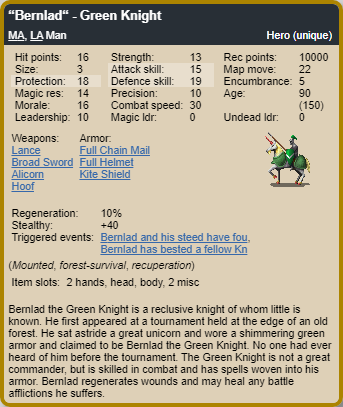 “Bernlad“ - Green Knight
MA, LA Man Hero (unique)
Hit points: 16 Strength: 13 Rec points: 10000
Size: 3 Attack skill: 15 Map move: 22
Protection: 18 Defence skill: 19 Encumbrance: 5
Magic res: 14 Precision: 10 Age: 90
Morale: 16 Combat speed: 30 (150)
Leadership: 10 Magic ldr: 0 Undead ldr: 0
Weapons: Armor:
Lance Full Chain Mail
Broad Sword Full Helmet
Alicorn Kite Shield
Hoof
Regeneration: 10%
Stealthy: +40
Triggered events: Bernlad and his steed have fou,
Bernlad has bested a fellow Kn
(Mounted, forest-survival, recuperation)
Item slots: 2 hands, head, body, 2 misc
Bernlad the Green Knight is a reclusive knight of whom little is
known. He first appeared at a tournament held at the edge of an old
forest. He sat astride a great unicorn and wore a shimmering green
armor and claimed to be Bernlad the Green Knight. No one had ever
heard of him before the tournament. The Green Knight is not a great
commander, but is skilled in combat and has spells woven into his
armor. Bernlad regenerates wounds and may heal any battle
afflictions he suffers.